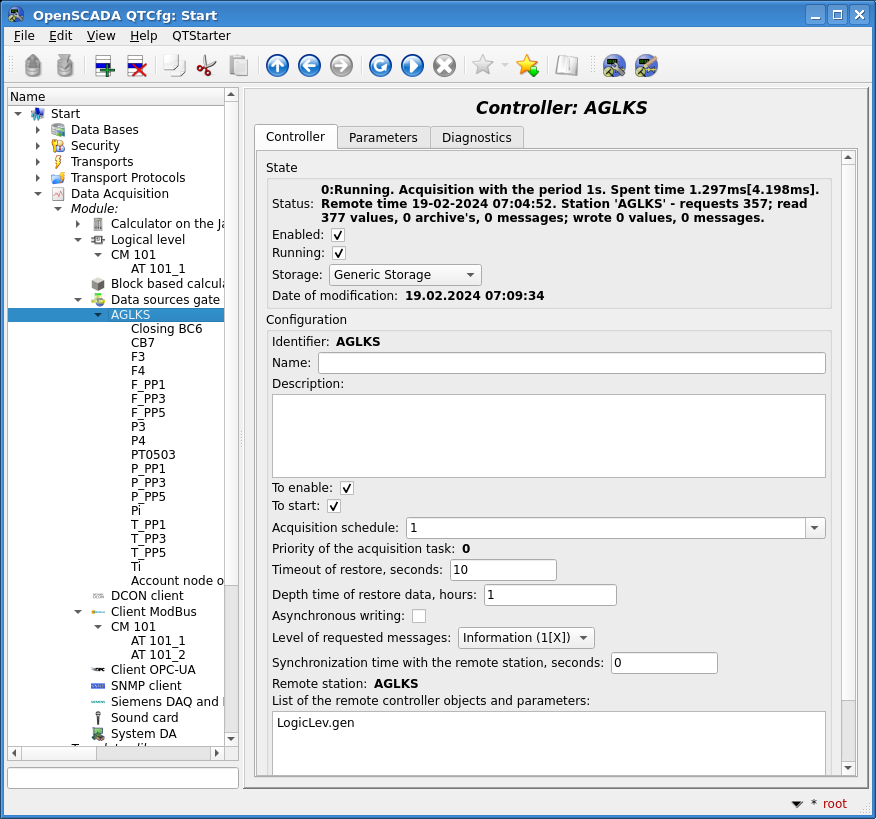 OpenSCADA QTCfg: Start
File Edit View Help QTStarter
Name
Start
Data Bases
Security
Transports
Transport Protocols
Data Acquisition
Module:
Calculator on the Ja
Logical level
CM 101
AT 101_1
Block based calcula
Data sources gate
AGLKS
Closing BC6
CB7
F3
F4
F_PP1
F_PP3
F_PP5
P3
P4
PT0503
P_PP1
P_PP3
P_PP5
Pi
T_PP1
T_PP3
T_PP5
Ti
Account node o
DCON client
Client ModBus
CM 101
AT 101_1
AT 101_2
Client OPC-UA
SNMP client
Siemens DAQ and
Sound card
System DA
Controller: AGLKS
Controller Parameters Diagnostics
State
Status: 0:Running. Acquisition with the period 1s. Spent time 1.297ms[4.198ms].
Remote time 19-02-2024 07:04:52. Station 'AGLKS' - requests 357; read
377 values, 0 archive's, 0 messages; wrote 0 values, 0 messages.
Enabled:
Running:
Storage: Generic Storage
Date of modification: 19.02.2024 07:09:34
Configuration
Identifier: AGLKS
Name:
Description:
To enable:
To start:
Acquisition schedule: 1
Priority of the acquisition task: 0
Timeout of restore, seconds: 10
Depth time of restore data, hours: 1
Asynchronous writing:
Level of requested messages: Information (1[X])
Synchronization time with the remote station, seconds: 0
Remote station: AGLKS
List of the remote controller objects and parameters:
LogicLev.gen
* root